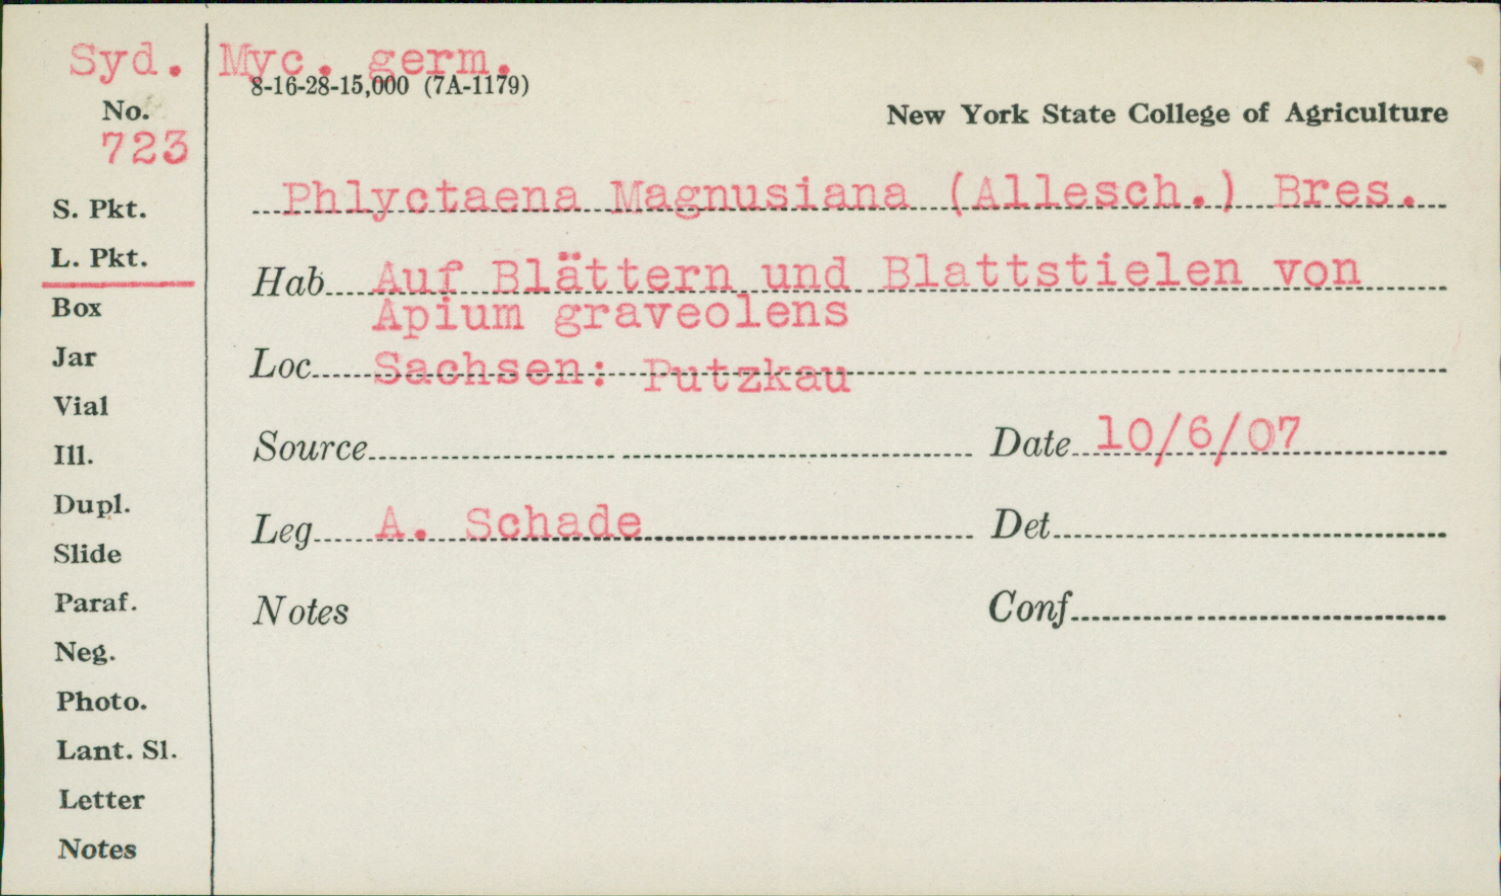 Syd. Myc. germ.
8-16-28-15,000 (7A-1179)
No.
723
New York State College of Agriculture
Phlyctaena Magnusiana (Allesch.) Bres.
S. Pkt.
L. Pkt.
Box
Jar
Vial
Ill.
Dupl.
Slide
Paraf.
Neg.
Photo.
Lant. Sl.
Letter
Notes
Hab Auf Blättern und Blattstielen von
Apium graveolens
Loc Sachsen: Putzkau
Source Date 10/6/07
Leg A. Schade Det
Notes Conf